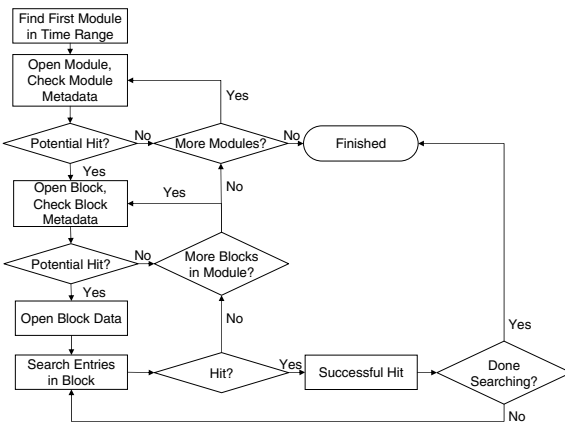 Find First Module
in Time Range
Open Module,
Check Module
Metadata
Yes
Potential Hit?
No
More Modules?
No
Finished
Yes
No
Open Block,
Check Block
Metadata
Yes
Potential Hit?
No
More Blocks
in Module?
Yes
No
Yes
Open Block Data
Search Entries
in Block
Hit?
Yes
Successful Hit
Done
Searching?
No